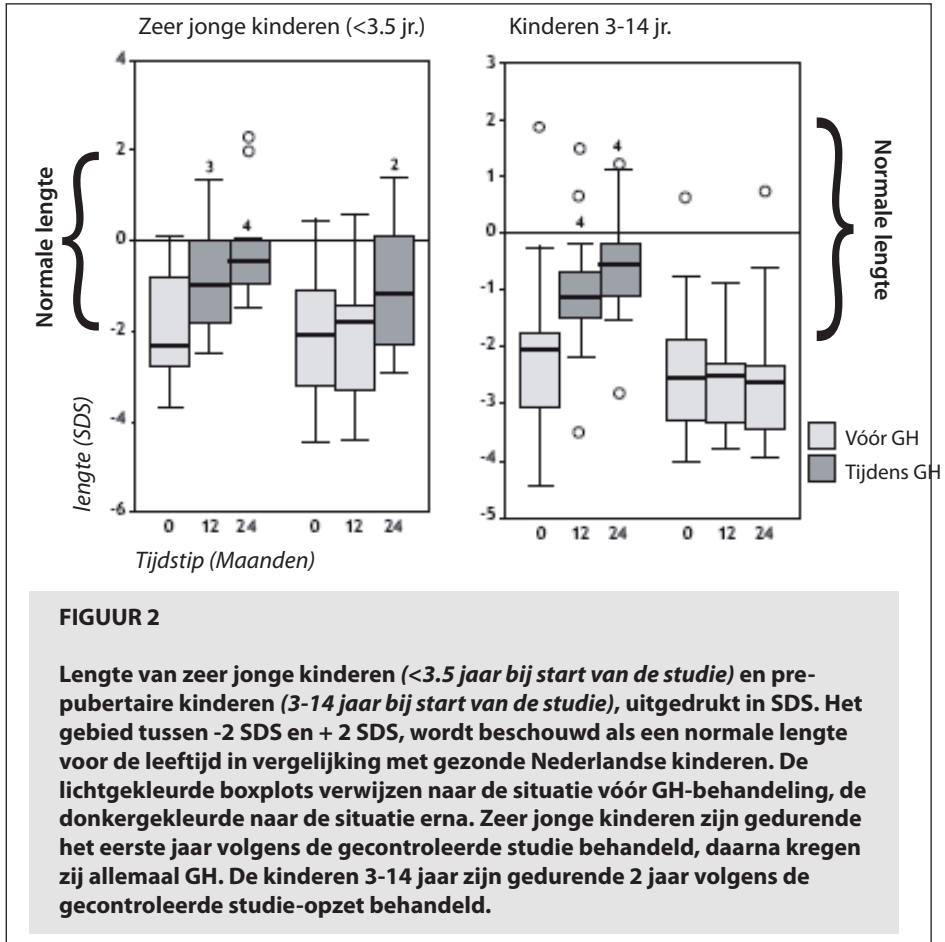 Zeer jonge kinderen (<3.5 jr.)
Kinderen 3-14 jr.
4
2
0
-2
-4
-6
Normale lengte
lengte (SDS)
3
4
2
0 12 24 0 12 24
Tijdstip (Maanden)
3
2
1
0
-1
-2
-3
-4
-5
4
4
0 12 24 0 12 24
Normale lengte
Vóór GH
Tijdens GH
FIGUUR 2
Lengte van zeer jonge kinderen (<3.5 jaar bij start van de studie) en pre-
pubertaire kinderen (3-14 jaar bij start van de studie), uitgedrukt in SDS. Het
gebied tussen -2 SDS en + 2 SDS, wordt beschouwd als een normale lengte
voor de leeftijd in vergelijking met gezonde Nederlandse kinderen. De
lichtgekleurde boxplots verwijzen naar de situatie vóór GH-behandeling, de
donkergekleurde naar de situatie erna. Zeer jonge kinderen zijn gedurende
het eerste jaar volgens de gecontroleerde studie behandeld, daarna kregen
zij allemaal GH. De kinderen 3-14 jaar zijn gedurende 2 jaar volgens de
gecontroleerde studie-opzet behandeld.